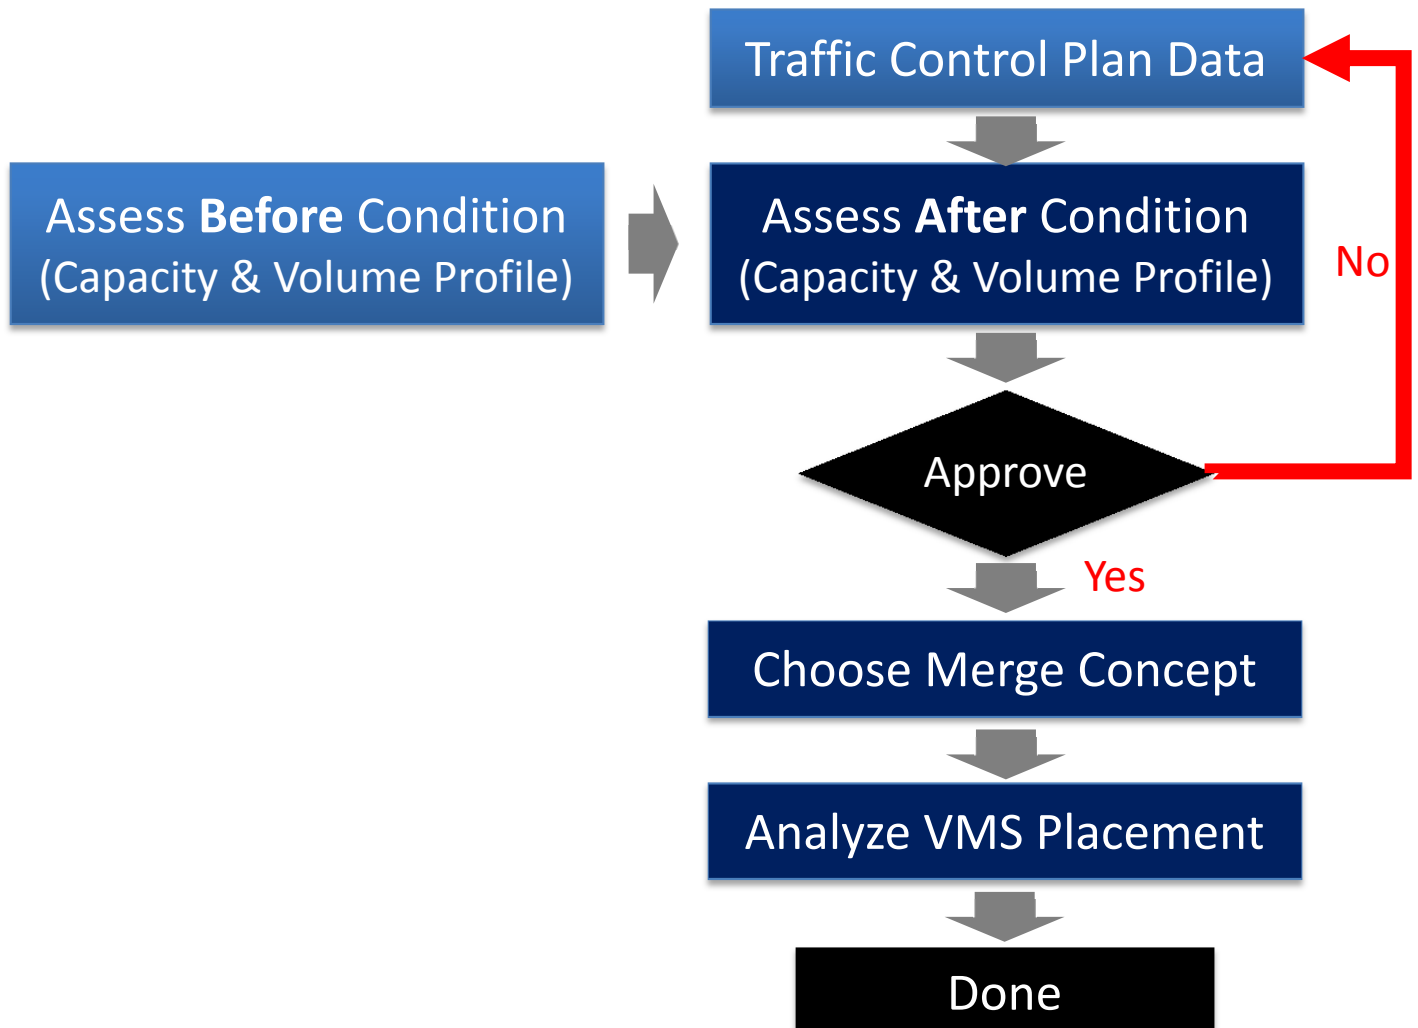 Traffic Control Plan Data
Assess Before Condition
(Capacity & Volume Profile)
Assess After Condition
(Capacity & Volume Profile)
No
Approve
Yes
Choose Merge Concept
Analyze VMS Placement
Done